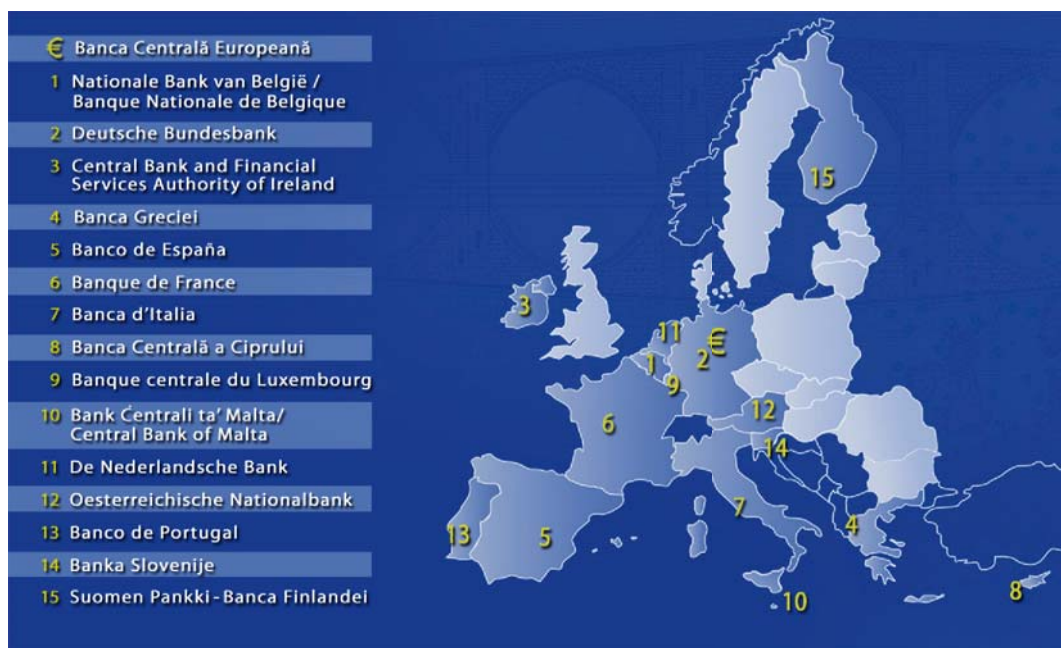 € Banca Centrală Europeană
1 Nationale Bank van België /
Banque Nationale de Belgique
2 Deutsche Bundesbank
3 Central Bank and Financial
Services Authority of Ireland
4 Banca Greciei
5 Banco de España
6 Banque de France
7 Banca d'Italia
8 Banca Centrală a Ciprului
9 Banque centrale du Luxembourg
10 Bank Ċentrali ta' Malta/
Central Bank of Malta
11 De Nederlandsche Bank
12 Oesterreichische Nationalbank
13 Banco de Portugal
14 Banka Slovenije
15 Suomen Pankki-Banca Finlandei
15
3
11
€
1
2
9
12
6
14
7
4
13
5
8
10